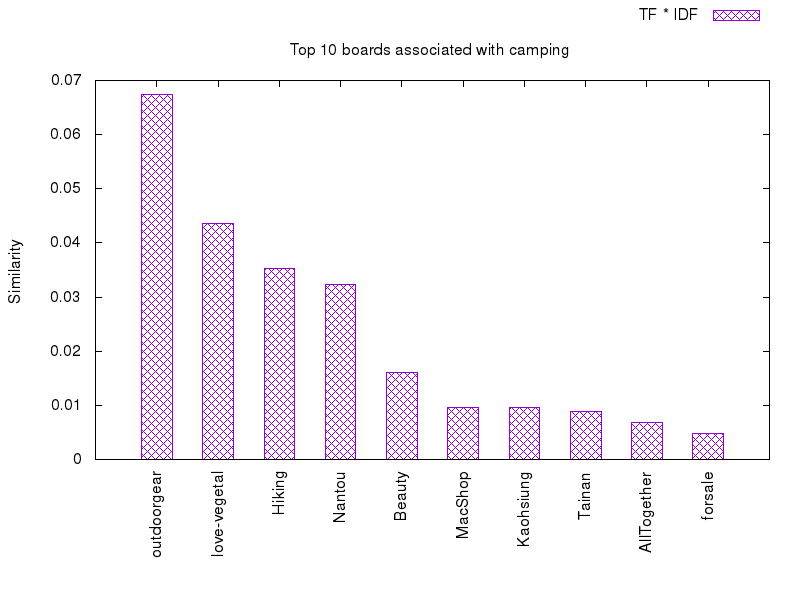 TF * IDF
Top 10 boards associated with camping
0.07
0.06
0.05
0.04
0.03
0.02
0.01
0
Similarity
outdoorgear
love-vegetal
Hiking
Nantou
Beauty
MacShop
Kaohsiung
Tainan
AllTogether
forsale